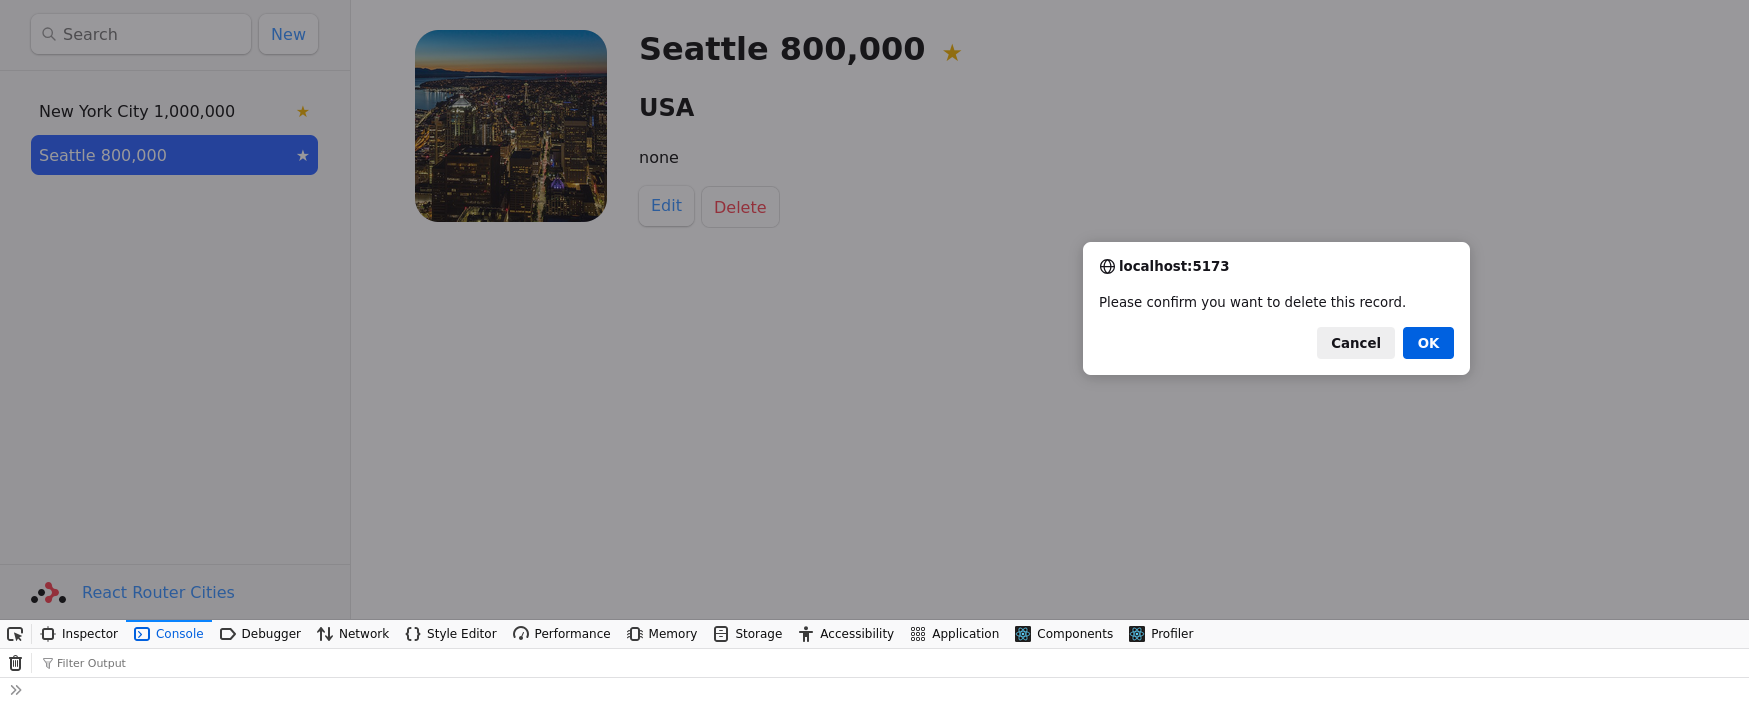 Search
New
New York City 1,000,000 ★
Seattle 800,000 ★
React Router Cities
Seattle 800,000 ★
USA
none
Edit
Delete
localhost:5173
Please confirm you want to delete this record.
Cancel
OK
Inspector Console Debugger Network Style Editor Performance Memory Storage Accessibility Application Components Profiler
Filter Output